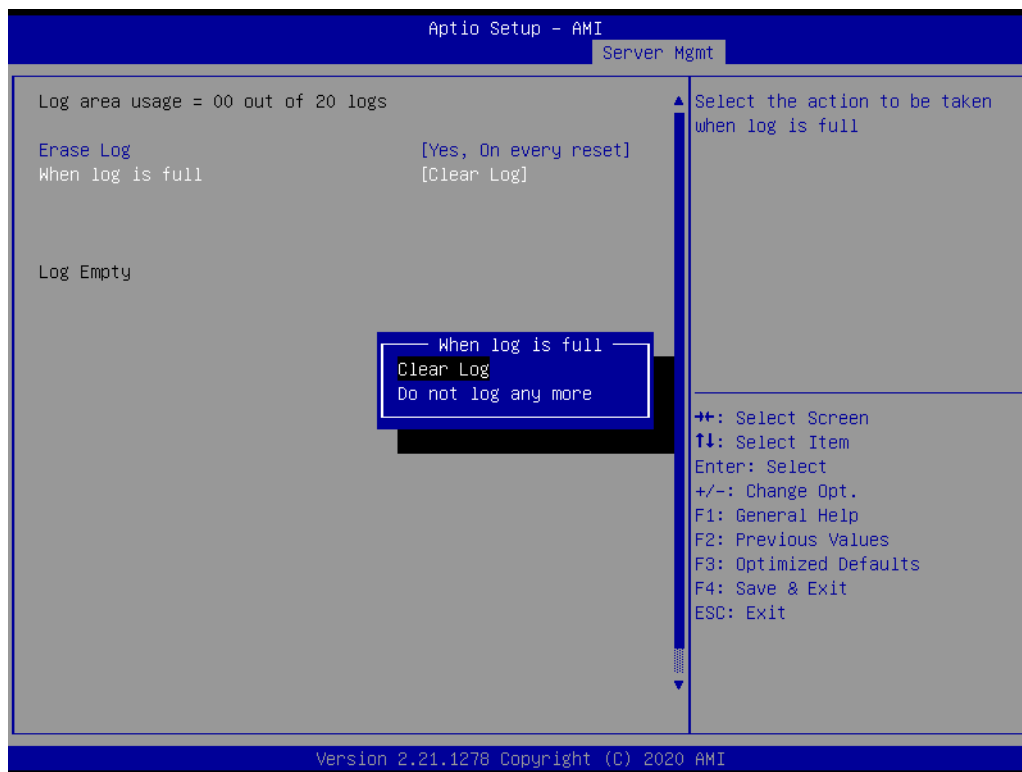 Aptio Setup – AMI
Server Mgmt
Log area usage = 00 out of 20 logs
Erase Log [Yes, On every reset]
When log is full [Clear Log]
Log Empty
When log is full
Clear Log
Do not log any more
Select the action to be taken
when log is full
→←: Select Screen
↑↓: Select Item
Enter: Select
+/-: Change Opt.
F1: General Help
F2: Previous Values
F3: Optimized Defaults
F4: Save & Exit
ESC: Exit
Version 2.21.1278 Copyright (C) 2020 AMI